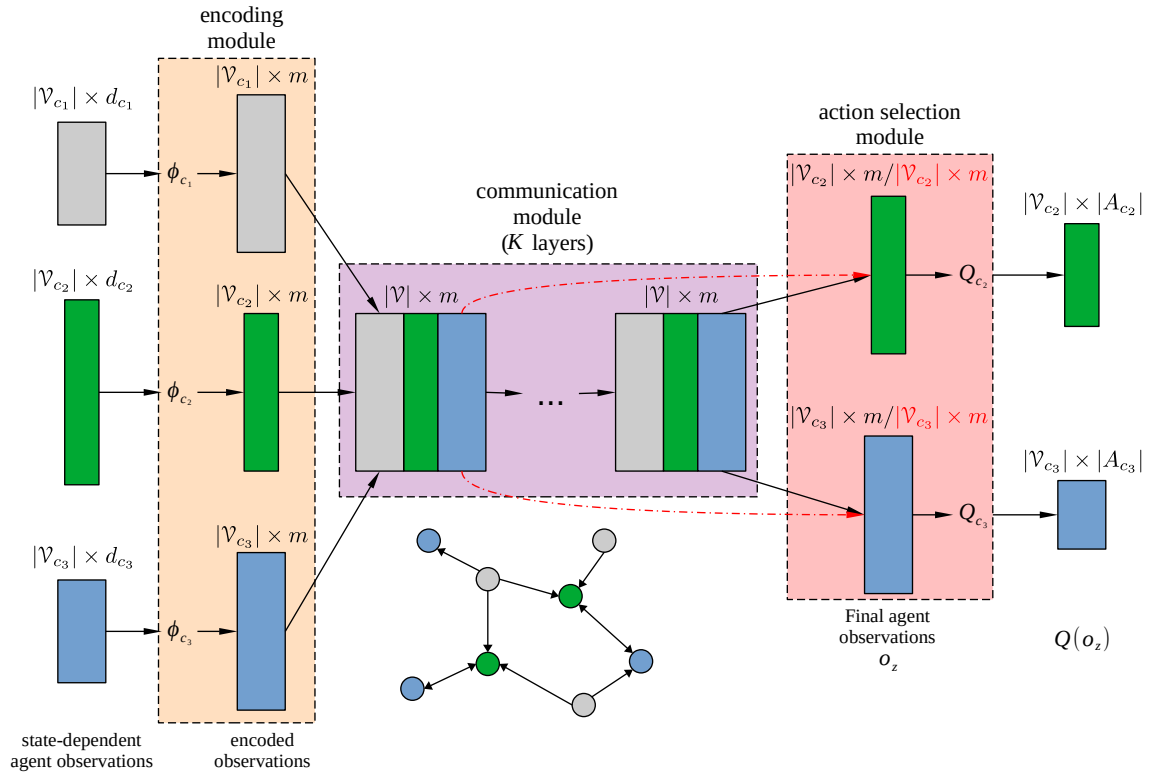 encoding
module
|𝒱_{c_1}| × d_{c_1}
|𝒱_{c_1}| × m
ϕ_{c_1}
action selection
module
communication
module
(K layers)
|𝒱_{c_2}| × m/|𝒱_{c_2}| × m
|𝒱_{c_2}| × |A_{c_2}|
|𝒱_{c_2}| × d_{c_2}
|𝒱_{c_2}| × m
|𝒱| × m
|𝒱| × m
Q_{c_2}
ϕ_{c_2}
...
|𝒱_{c_3}| × m/|𝒱_{c_3}| × m
|𝒱_{c_3}| × |A_{c_3}|
Q_{c_3}
|𝒱_{c_3}| × d_{c_3}
|𝒱_{c_3}| × m
ϕ_{c_3}
Final agent
observations
o_z
Q(o_z)
state-dependent
agent observations
encoded
observations